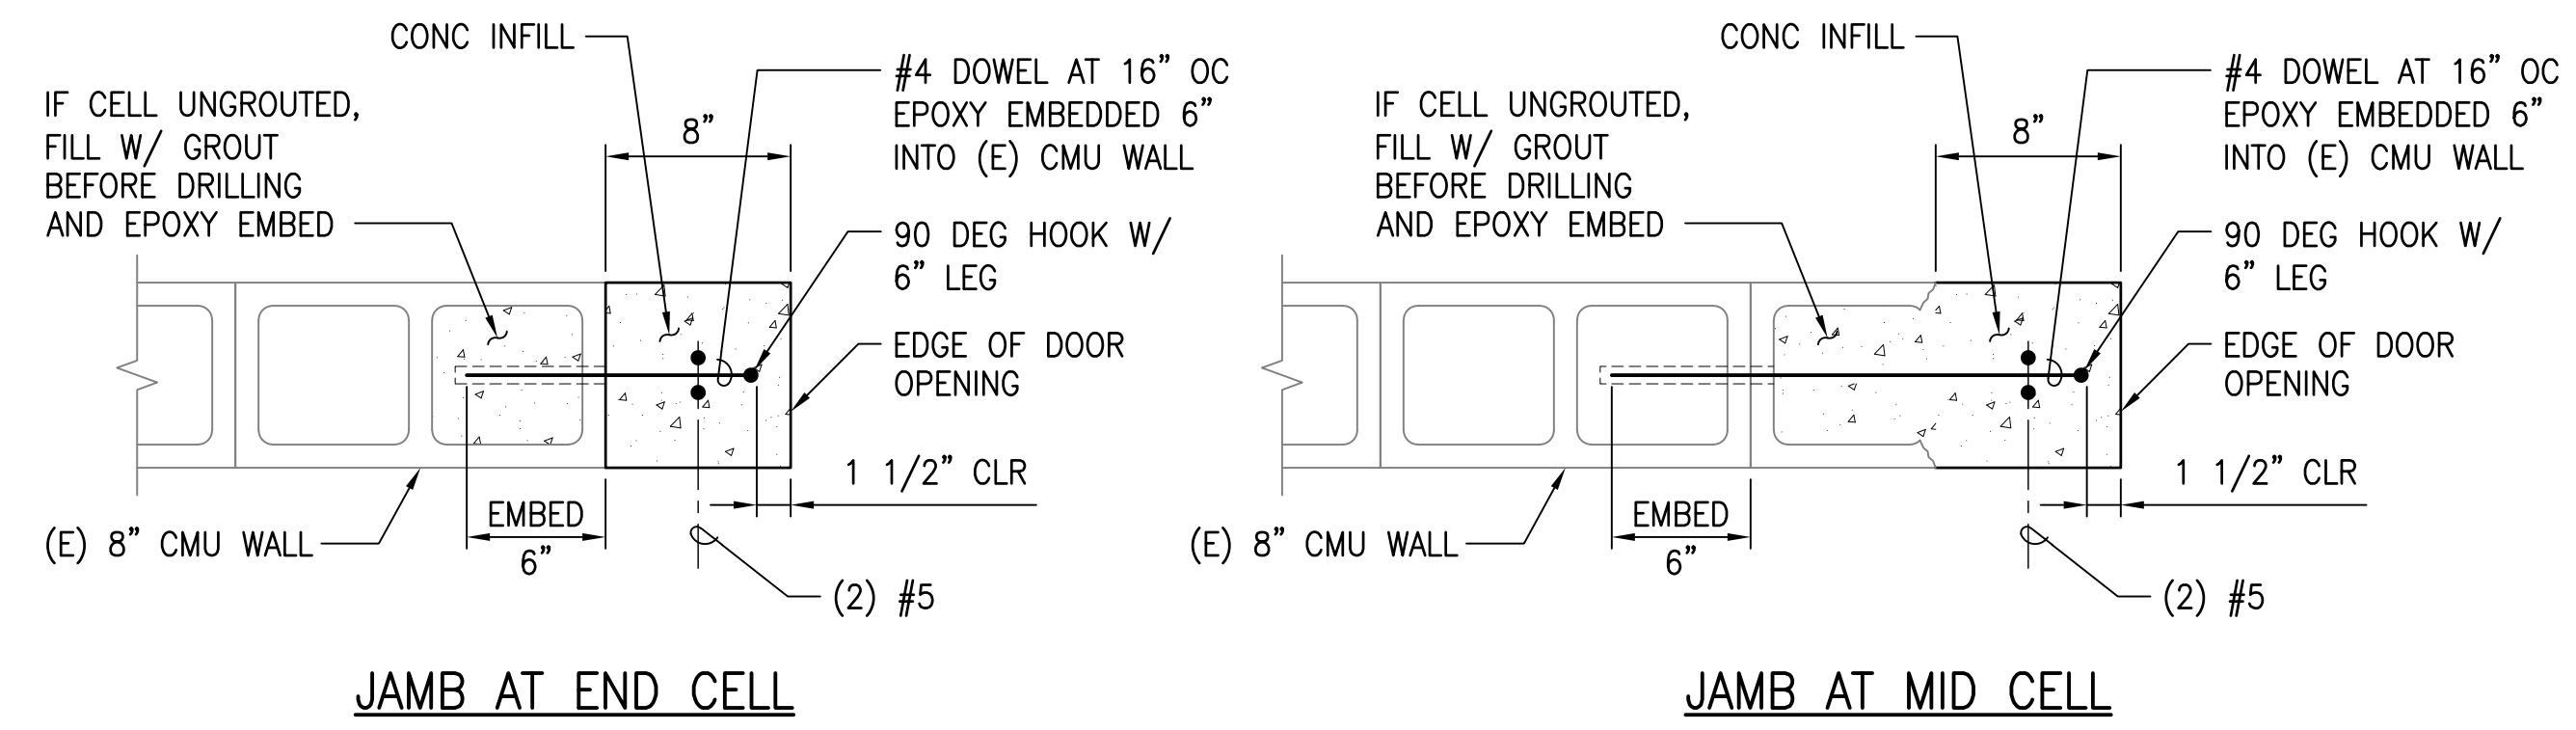 CONC INFILL
#4 DOWEL AT 16” OC
EPOXY EMBEDDED 6”
INTO (E) CMU WALL
IF CELL UNGROUTED,
FILL W/ GROUT
BEFORE DRILLING
AND EPOXY EMBED
8”
90 DEG HOOK W/
6” LEG
EDGE OF DOOR
OPENING
1 1/2” CLR
EMBED
6”
(E) 8” CMU WALL
(2) #5
JAMB AT END CELL
CONC INFILL
#4 DOWEL AT 16” OC
EPOXY EMBEDDED 6”
INTO (E) CMU WALL
IF CELL UNGROUTED,
FILL W/ GROUT
BEFORE DRILLING
AND EPOXY EMBED
8”
90 DEG HOOK W/
6” LEG
EDGE OF DOOR
OPENING
1 1/2” CLR
EMBED
6”
(E) 8” CMU WALL
(2) #5
JAMB AT MID CELL